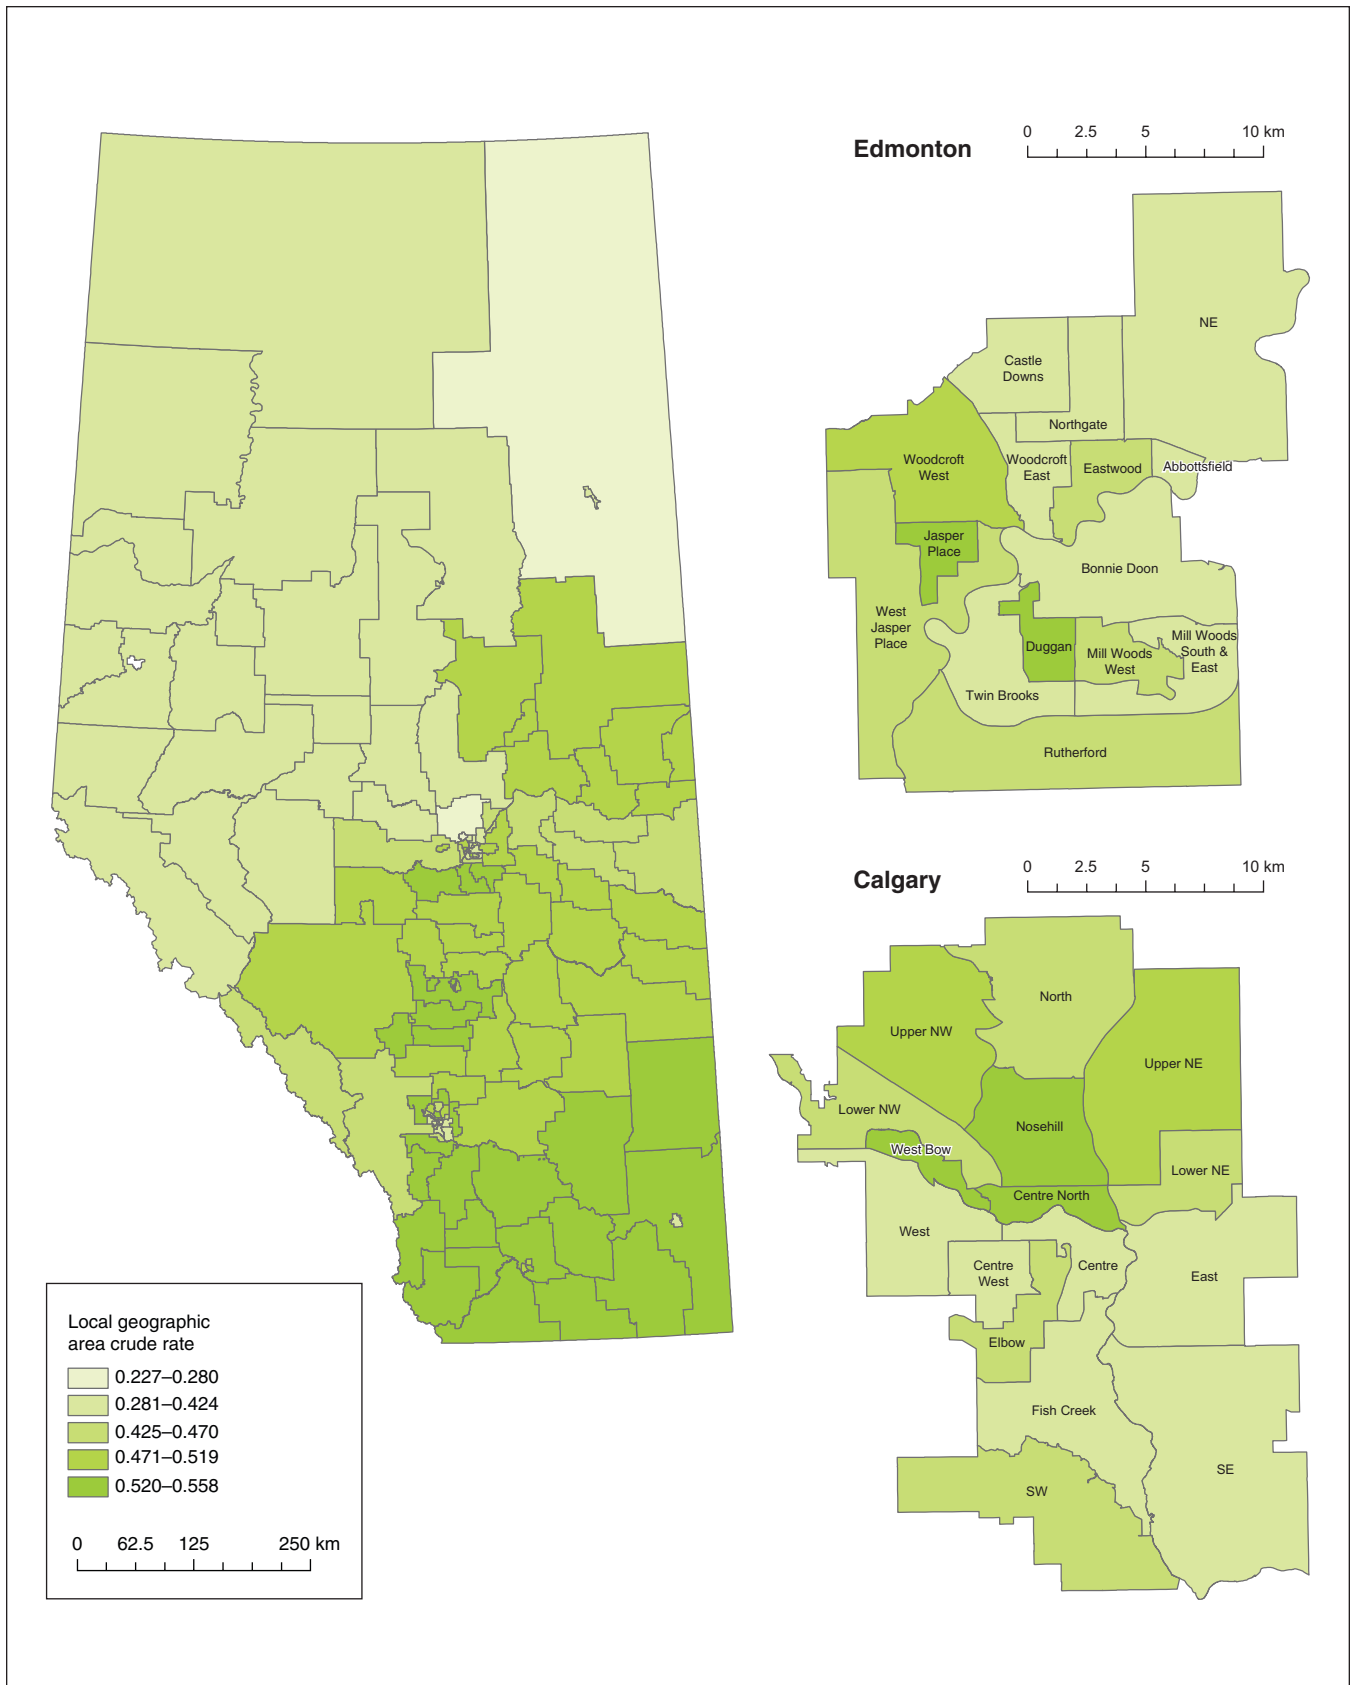 Edmonton
0 2.5 5 10 km
NE
Castle
Downs
Northgate
Woodcroft
West
Woodcroft
East
Eastwood
Abbottsfield
Jasper
Place
Bonnie Doon
West
Jasper
Place
Duggan
Mill Woods
West
Mill Woods
South &
East
Twin Brooks
Rutherford
Calgary
0 2.5 5 10 km
North
Upper NW
Upper NE
Lower NW
Nosehill
West Bow
Lower NE
Centre North
West
Centre
West
Centre
East
Elbow
Fish Creek
SE
SW
Local geographic
area crude rate
0.227–0.280
0.281–0.424
0.425–0.470
0.471–0.519
0.520–0.558
0 62.5 125 250 km